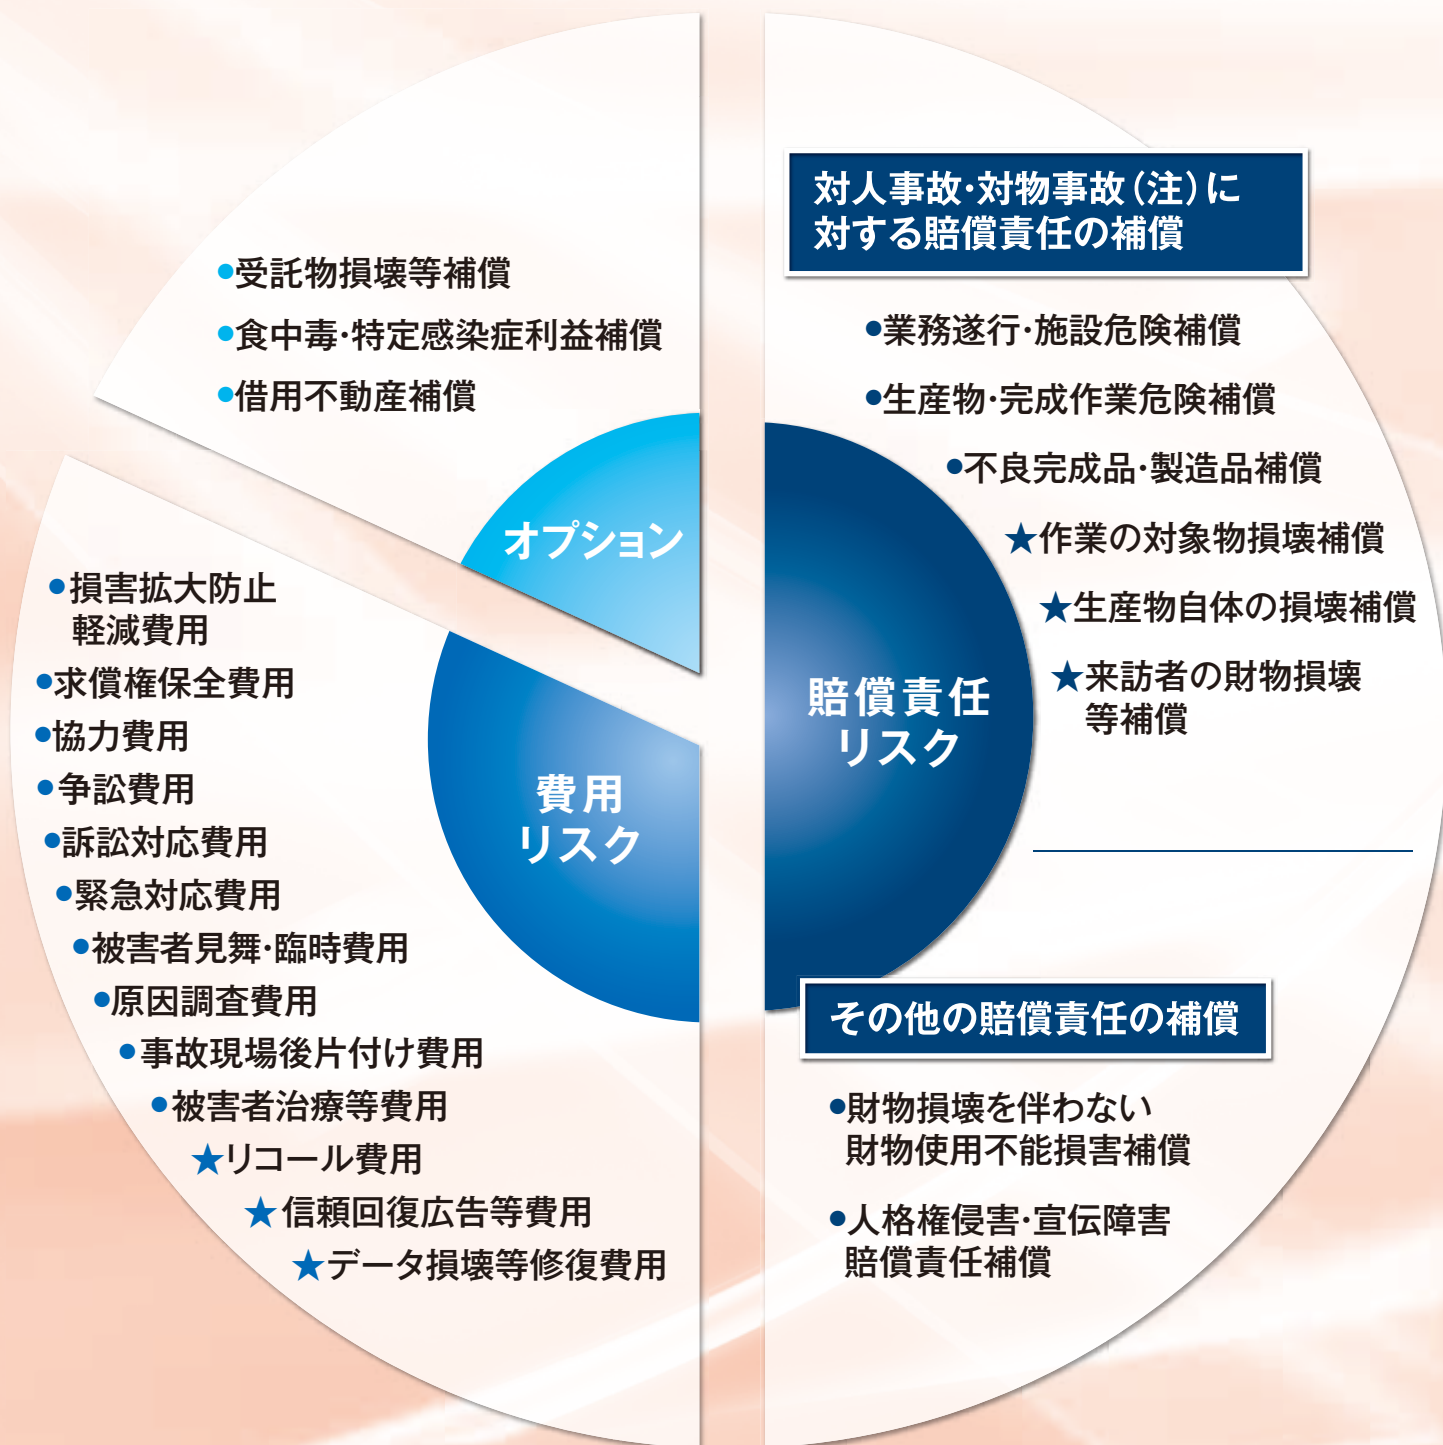 ●受託物損壊等補償
●食中毒・特定感染症利益補償
●借用不動産補償
オプション
●損害拡大防止
軽減費用
●求償権保全費用
●協力費用
●争訟費用
●訴訟対応費用
●緊急対応費用
●被害者見舞・臨時費用
●原因調査費用
●事故現場後片付け費用
●被害者治療等費用
★リコール費用
★信頼回復広告等費用
★データ損壊等修復費用
費用
リスク
対人事故・対物事故(注)に
対する賠償責任の補償
●業務遂行・施設危険補償
●生産物・完成作業危険補償
●不良完成品・製造品補償
★作業の対象物損壊補償
★生産物自体の損壊補償
★来訪者の財物損壊
等補償
賠償責任
リスク
その他の賠償責任の補償
●財物損壊を伴わない
財物使用不能損害補償
●人格権侵害・宣伝障害
賠償責任補償